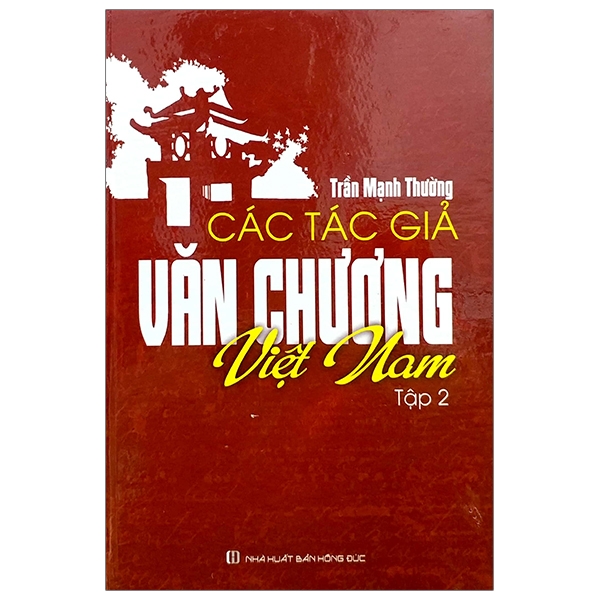 Trần Mạnh Thường
CÁC TÁC GIẢ
VĂN CHƯƠNG
Việt Nam
Tập 2
NHÀ XUẤT BẢN HỒNG ĐỨC